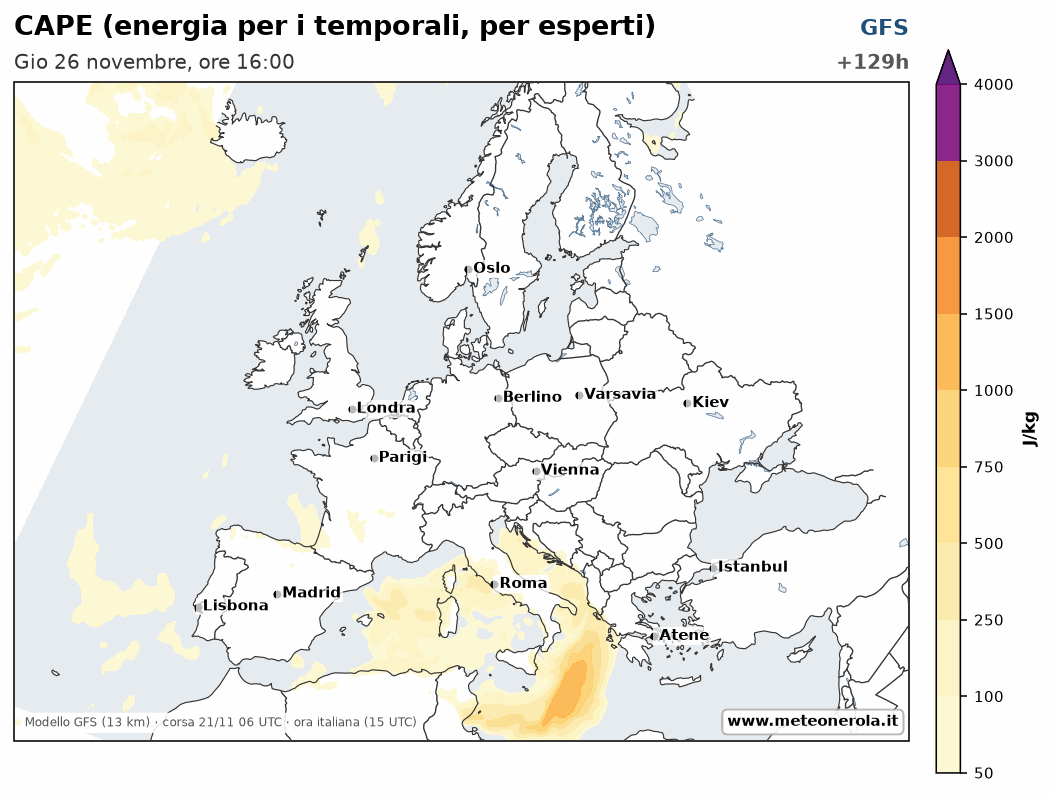 CAPE (energia per i temporali, per esperti)
GFS
Gio 26 novembre, ore 16:00
+129h
4000
3000
2000
1500
1000
750
500
250
100
50
J/kg
Oslo
Berlino
Varsavia
Kiev
Londra
Parigi
Vienna
Istanbul
Roma
Madrid
Lisbona
Atene
Modello GFS (13 km) · corsa 21/11 06 UTC · ora italiana (15 UTC)
www.meteonerola.it